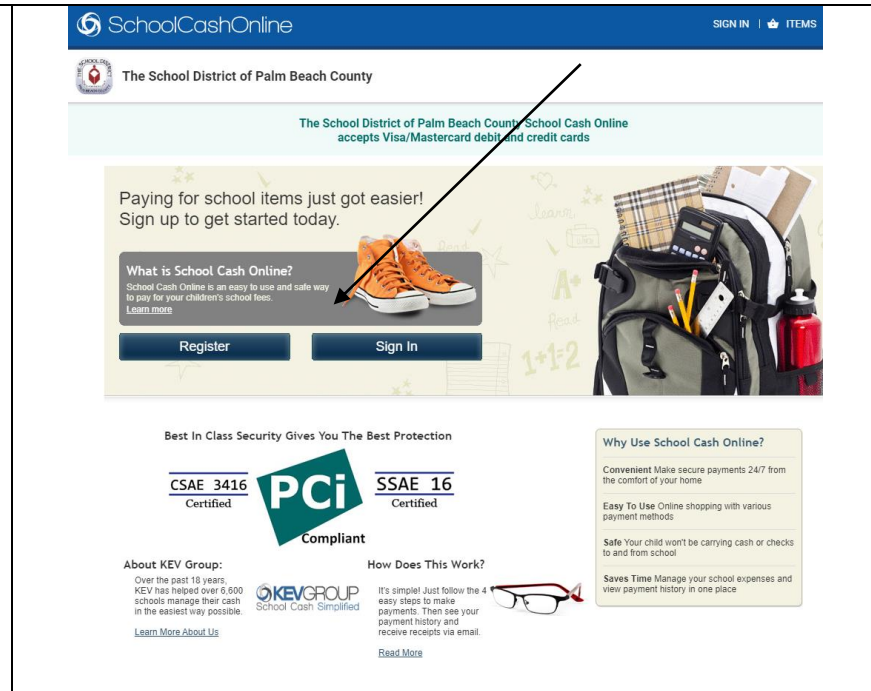 SchoolCashOnline
SIGN IN | ITEMS
The School District of Palm Beach County
The School District of Palm Beach County School Cash Online
accepts Visa/Mastercard debit and credit cards
Paying for school items just got easier!
Sign up to get started today.
What is School Cash Online?
School Cash Online is an easy to use and safe way
to pay for your children's school fees.
Learn more
Register
Sign In
learn
Read
A+
Read
1+1=2
Best In Class Security Gives You The Best Protection
CSAE 3416
Certified
PCi
Compliant
SSAE 16
Certified
Why Use School Cash Online?
Convenient Make secure payments 24/7 from
the comfort of your home
Easy To Use Online shopping with various
payment methods
Safe Your child won't be carrying cash or checks
to and from school
Saves Time Manage your school expenses and
view payment history in one place
About KEV Group:
Over the past 18 years,
KEV has helped over 6,600
schools manage their cash
in the easiest way possible.
Learn More About Us
KEVGROUP
School Cash Simplified
How Does This Work?
It's simple! Just follow the 4
easy steps to make
payments. Then see your
payment history and
receive receipts via email.
Read More